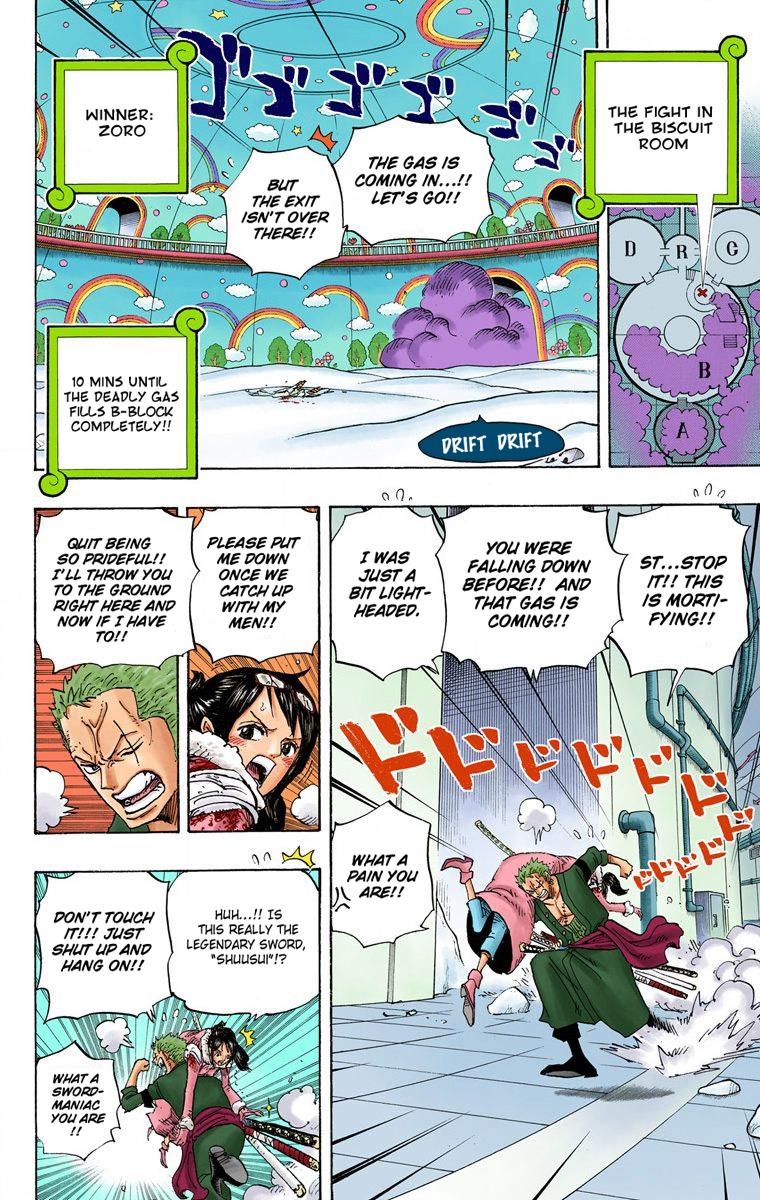 THE FIGHT IN
THE BISCUIT
ROOM
D
R
G
B
A
ゴゴゴゴゴゴ
THE GAS IS
COMING IN...!!
LET'S GO!!
BUT
THE EXIT
ISN'T OVER
THERE!!
WINNER:
ZORO
10 MINS UNTIL
THE DEADLY GAS
FILLS B-BLOCK
COMPLETELY!!
DRIFT DRIFT
ST...STOP
IT!! THIS
IS MORTI-
FYING!!
YOU WERE
FALLING DOWN
BEFORE!! AND
THAT GAS IS
COMING!!
I WAS
JUST A
BIT LIGHT-
HEADED.
ドドドドドドド
ドドドドドド
WHAT A
PAIN YOU
ARE!!
PLEASE PUT
ME DOWN
ONCE WE
CATCH UP
WITH MY
MEN!!
QUIT BEING
SO PRIDEFUL!!
I'LL THROW YOU
TO THE GROUND
RIGHT HERE AND
NOW IF I HAVE
TO!!
HUH...!! IS
THIS REALLY THE
LEGENDARY SWORD,
"SHUUSUI"!?
DON'T TOUCH
IT!!! JUST
SHUT UP AND
HANG ON!!
WHAT A
SWORD-
MANIAC
YOU ARE
!!